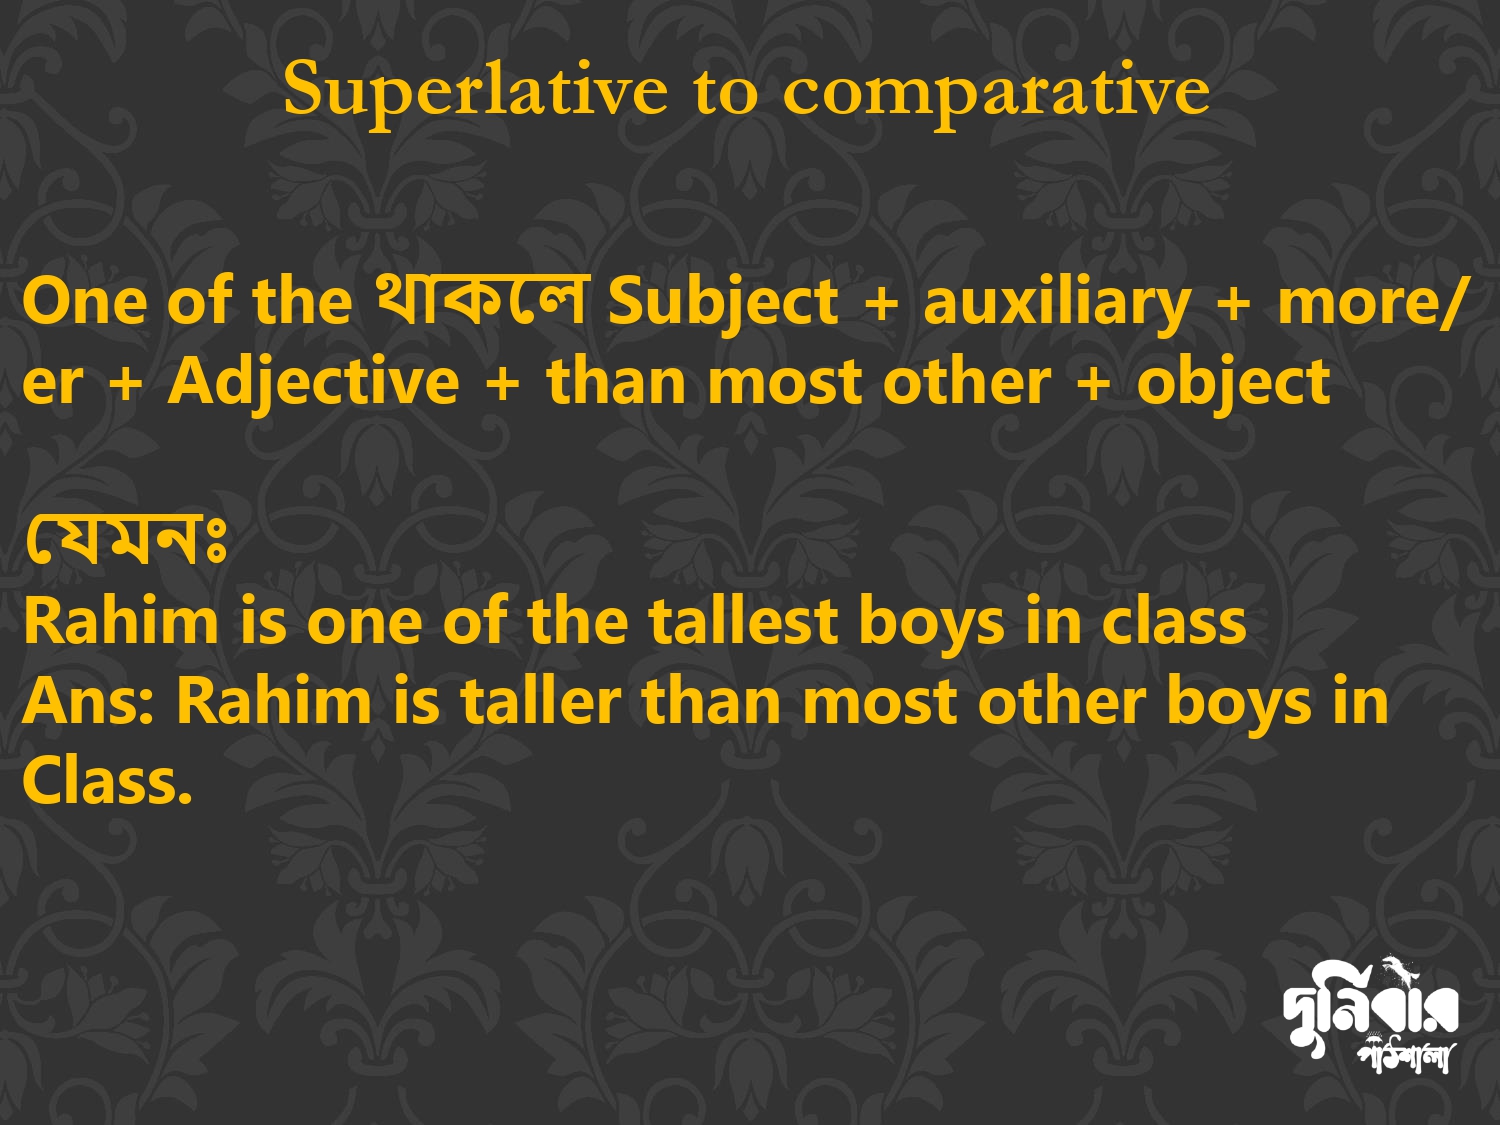 Superlative to comparative
One of the থাকলে Subject + auxiliary + more/
er + Adjective + than most other + object
যেমনঃ
Rahim is one of the tallest boys in class
Ans: Rahim is taller than most other boys in
Class.
দুর্নিবার
পাঠশালা